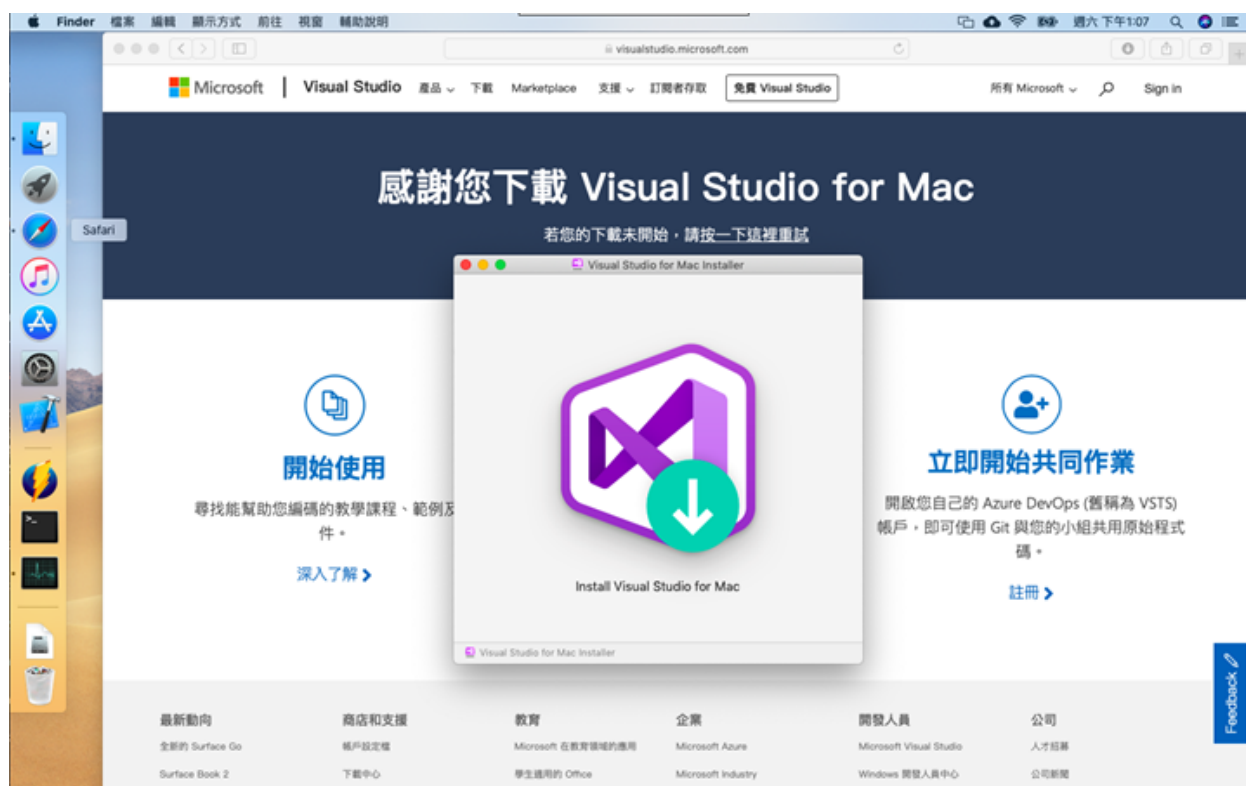 Finder 檔案 編輯 顯示方式 前往 視窗 輔助說明 週六 下午1:07
visualstudio.microsoft.com
Microsoft | Visual Studio 產品 下載 Marketplace 支援 訂閱者存取 免費 Visual Studio 所有 Microsoft Sign in
感謝您下載 Visual Studio for Mac
Safari
若您的下載未開始,請按一下這裡重試
Visual Studio for Mac Installer
開始使用
尋找能幫助您編碼的教學課程、範例及
件。
深入了解
Install Visual Studio for Mac
Visual Studio for Mac Installer
立即開始共同作業
開啟您自己的 Azure DevOps (舊稱為 VSTS)
帳戶,即可使用 Git 與您的小組共用原始程式
碼。
註冊
Feedback
最新動向 商店和支援 教育 企業 開發人員 公司
全新的 Surface Go 帳戶設定檔 Microsoft 在教育領域的應用 Microsoft Azure Microsoft Visual Studio 人才招募
Surface Book 2 下載中心 學生適用的 Office Microsoft Industry Windows 開發人員中心 公司新聞